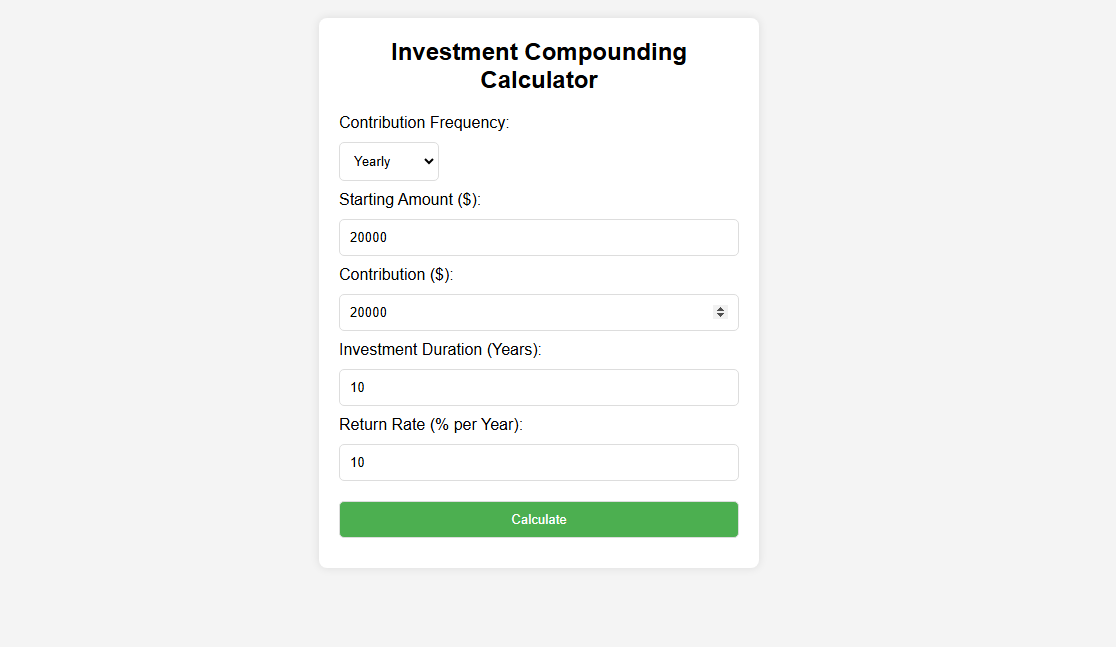 Investment Compounding
Calculator
Contribution Frequency:
Yearly
Starting Amount ($):
20000
Contribution ($):
20000
Investment Duration (Years):
10
Return Rate (% per Year):
10
Calculate